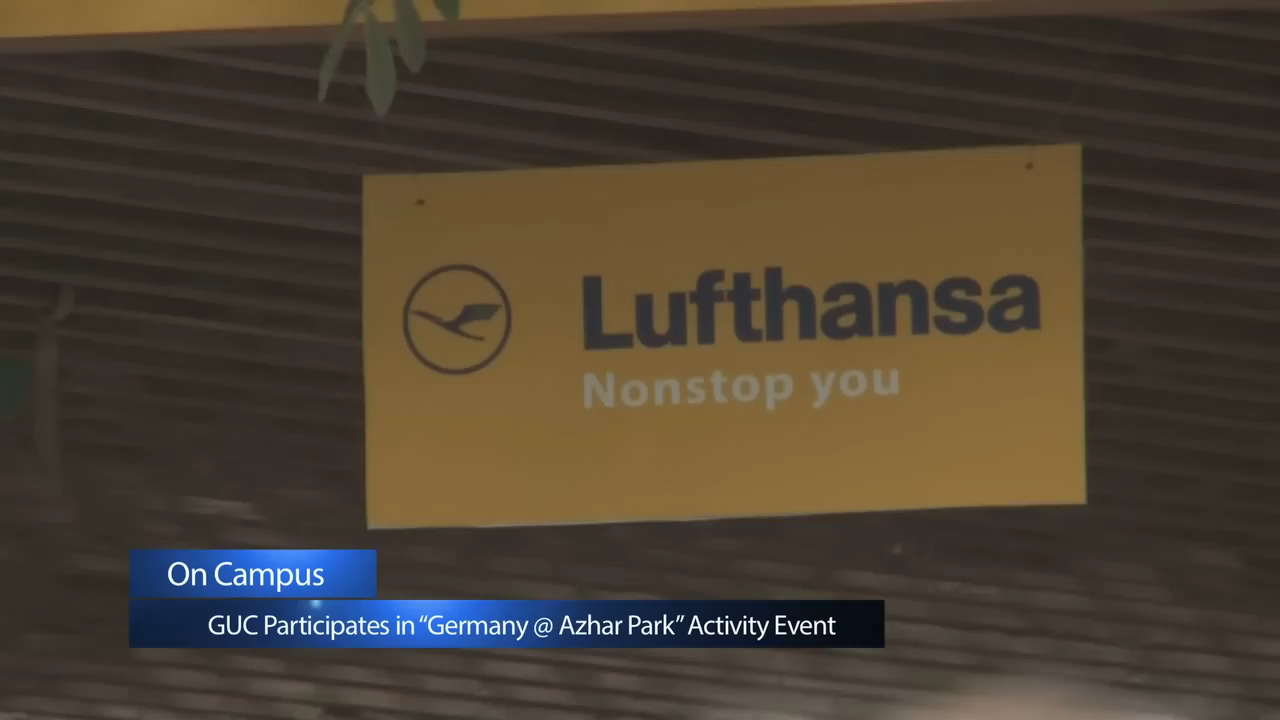 Lufthansa
Nonstop you
On Campus
GUC Participates in “Germany @ Azhar Park” Activity Event